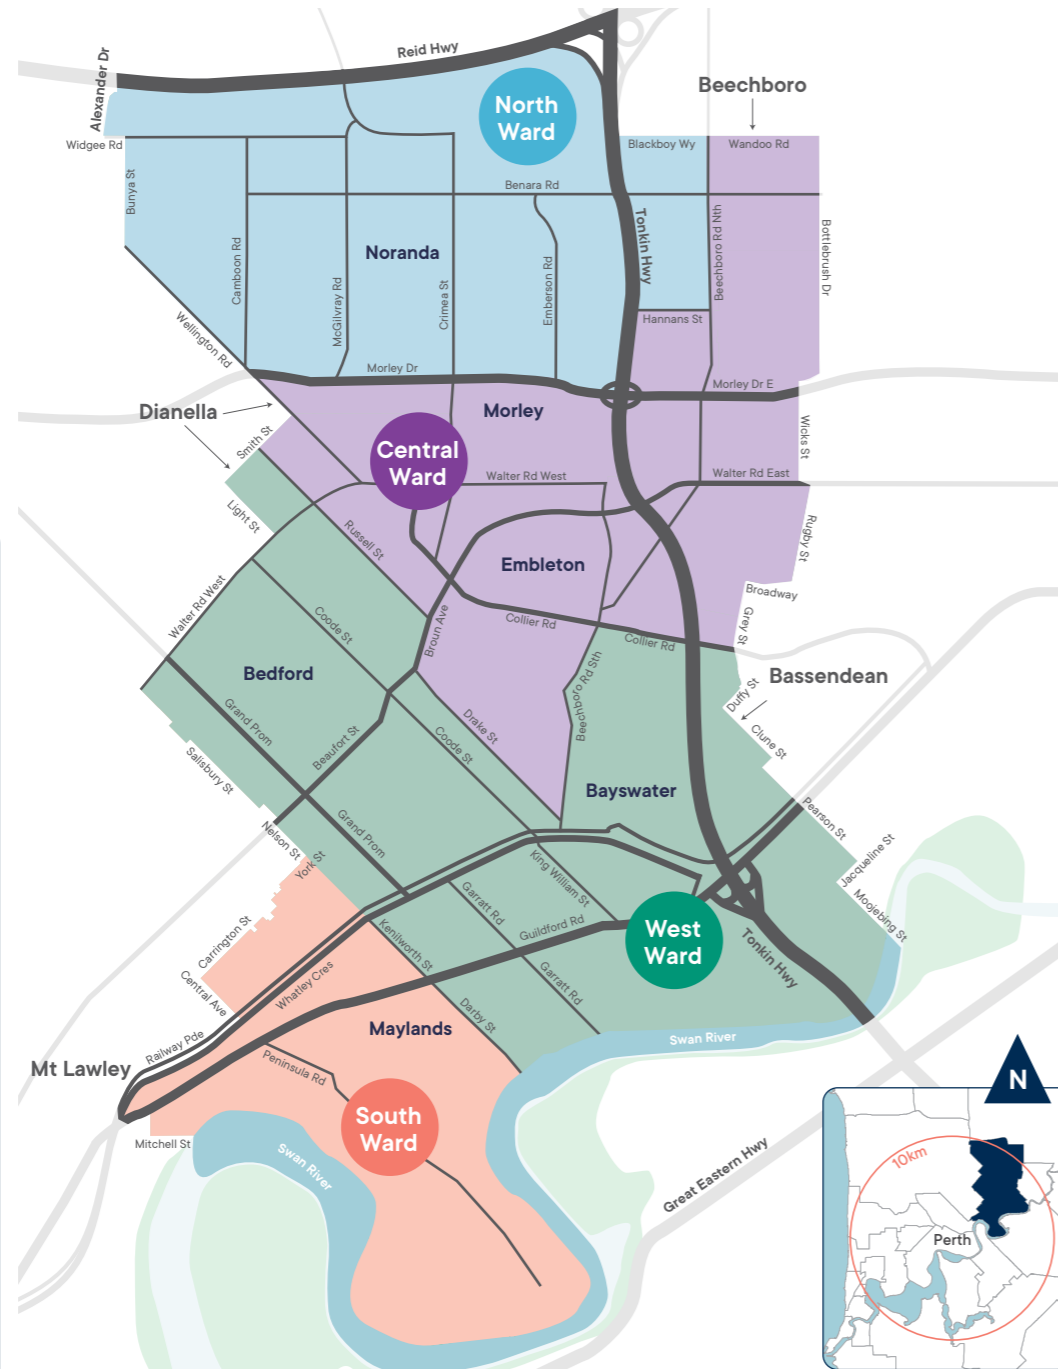 Reid Hwy
Alexander Dr
North
Ward
Beechboro
Widgee Rd
Blackboy Wy
Wandoo Rd
Bunya St
Benara Rd
Tonkin Hwy
Beechboro Rd Nth
Bottlebrush Dr
Noranda
Camboon Rd
McGilvray Rd
Crimea St
Emberson Rd
Hannans St
Wellington Rd
Morley Dr
Morley Dr E
Dianella
Morley
Smith St
Central
Ward
Wicks St
Walter Rd West
Walter Rd East
Light St
Russell St
Rugby St
Embleton
Broadway
Walter Rd West
Coode St
Broun Ave
Collier Rd
Collier Rd
Grey St
Bedford
Beechboro Rd Sth
Bassendean
Duffy St
Grand Prom
Drake St
Coode St
Clune St
Beaufort St
Salisbury St
Bayswater
Pearson St
Nelson St
Grand Prom
York St
King William St
Jacqueline St
Garratt Rd
Moojebing St
Carrington St
Kenilworth St
Guildford Rd
West
Ward
Tonkin Hwy
Central Ave
Whatley Cres
Garratt Rd
Darby St
Maylands
Swan River
Railway Pde
Mt Lawley
Peninsula Rd
N
South
Ward
Mitchell St
Swan River
Great Eastern Hwy
10km
Perth